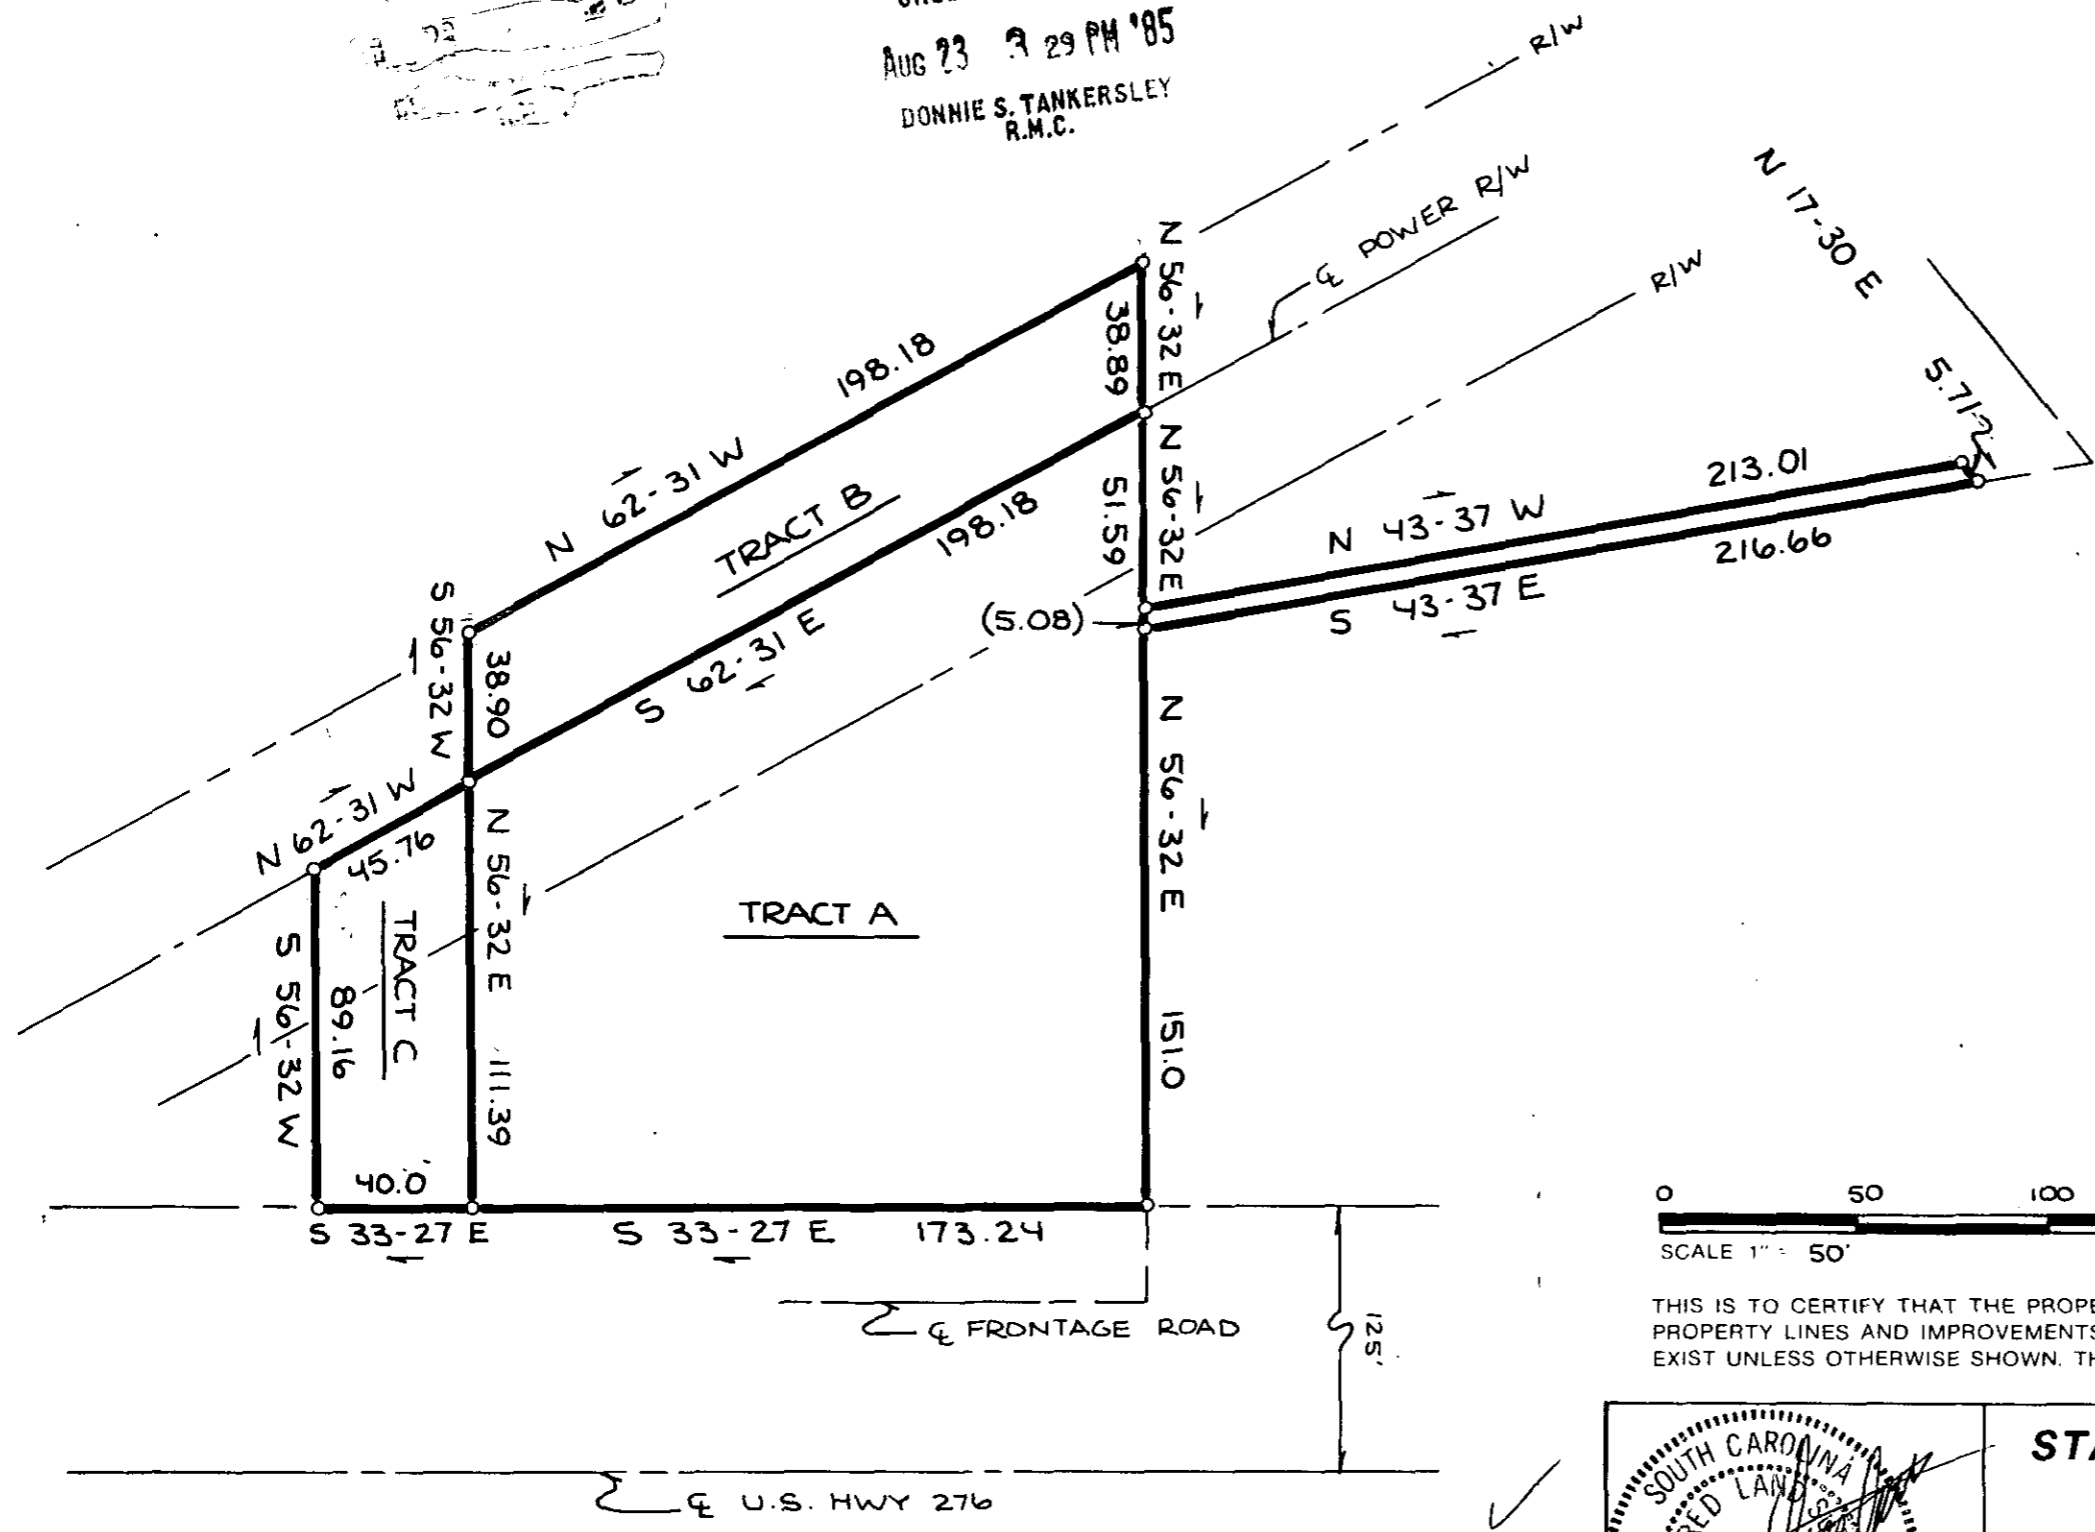 AUG 23 3 29 PM '85
DONNIE S. TANKERSLEY
R.M.C.
R/W
℄ POWER R/W
R/W
N 17-30 E
5.71
N 56-32 E
38.89
198.18
N 62-31 W
TRACT B
198.18
S 62-31 E
N 56-32 E
51.59
213.01
N 43-37 W
216.66
S 43-37 E
(5.08)
S 56-32 W
38.90
N 62-31 W
45.76
N 56-32 E 111.39
N 56-32 E 151.0
TRACT A
TRACT C
S 56-32 W
89.16
40.0
S 33-27 E
S 33-27 E 173.24
℄ FRONTAGE ROAD
125'
℄ U.S. HWY 276
0 50 100
SCALE 1" = 50'
THIS IS TO CERTIFY THAT THE
PROPERTY LINES AND IMPROVEMENTS
EXIST UNLESS OTHERWISE SHOWN.
SOUTH CAROLINA
LAND